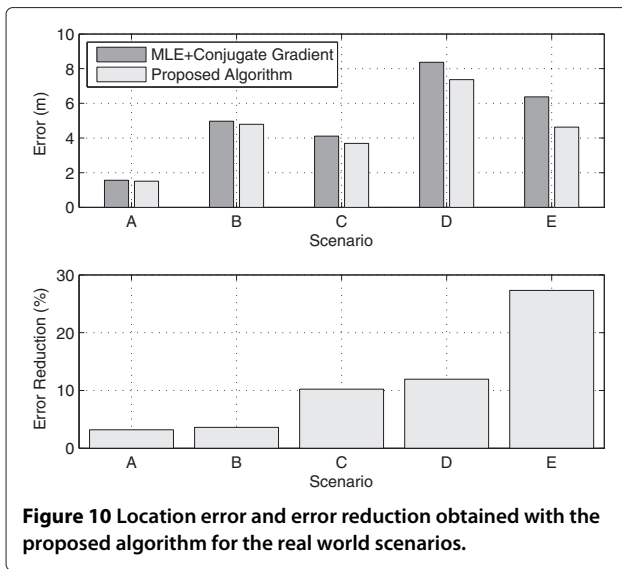 10
8
6
4
2
0
Error (m)
MLE+Conjugate Gradient
Proposed Algorithm
A B C D E
Scenario
30
20
10
0
Error Reduction (%)
A B C D E
Scenario
Figure 10 Location error and error reduction obtained with the
proposed algorithm for the real world scenarios.